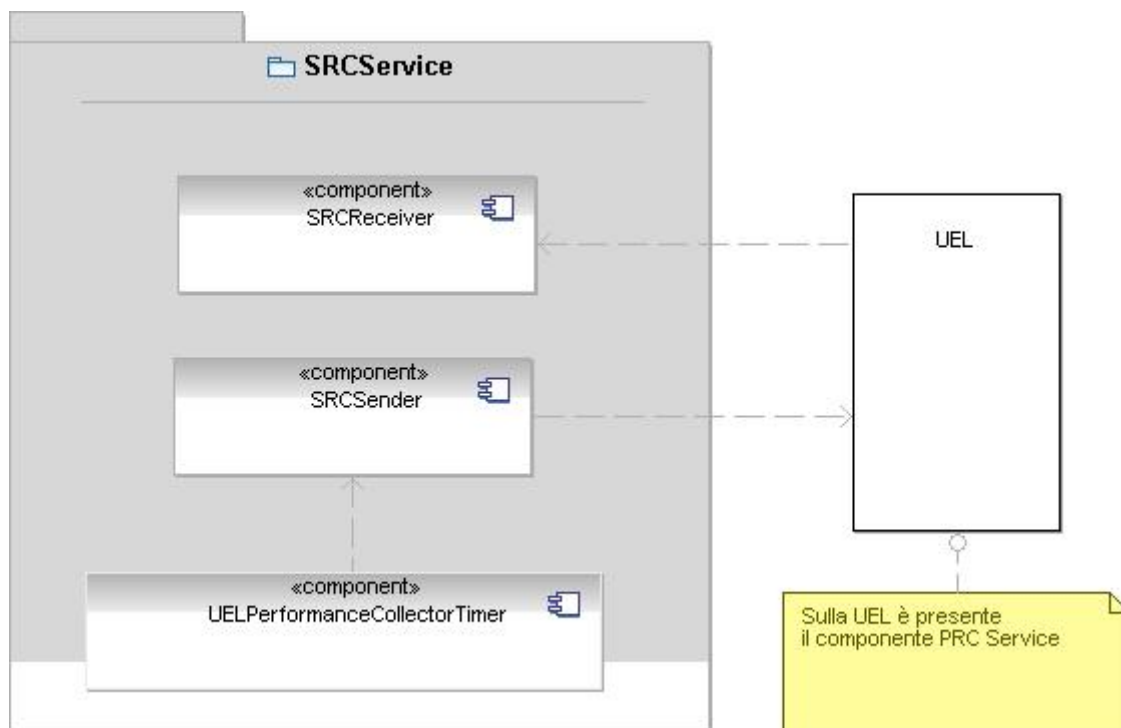 SRCService
«component»
SRCReceiver
UEL
«component»
SRCSender
«component»
UELPerformanceCollectorTimer
Sulla UEL è presente
il componente PRC Service